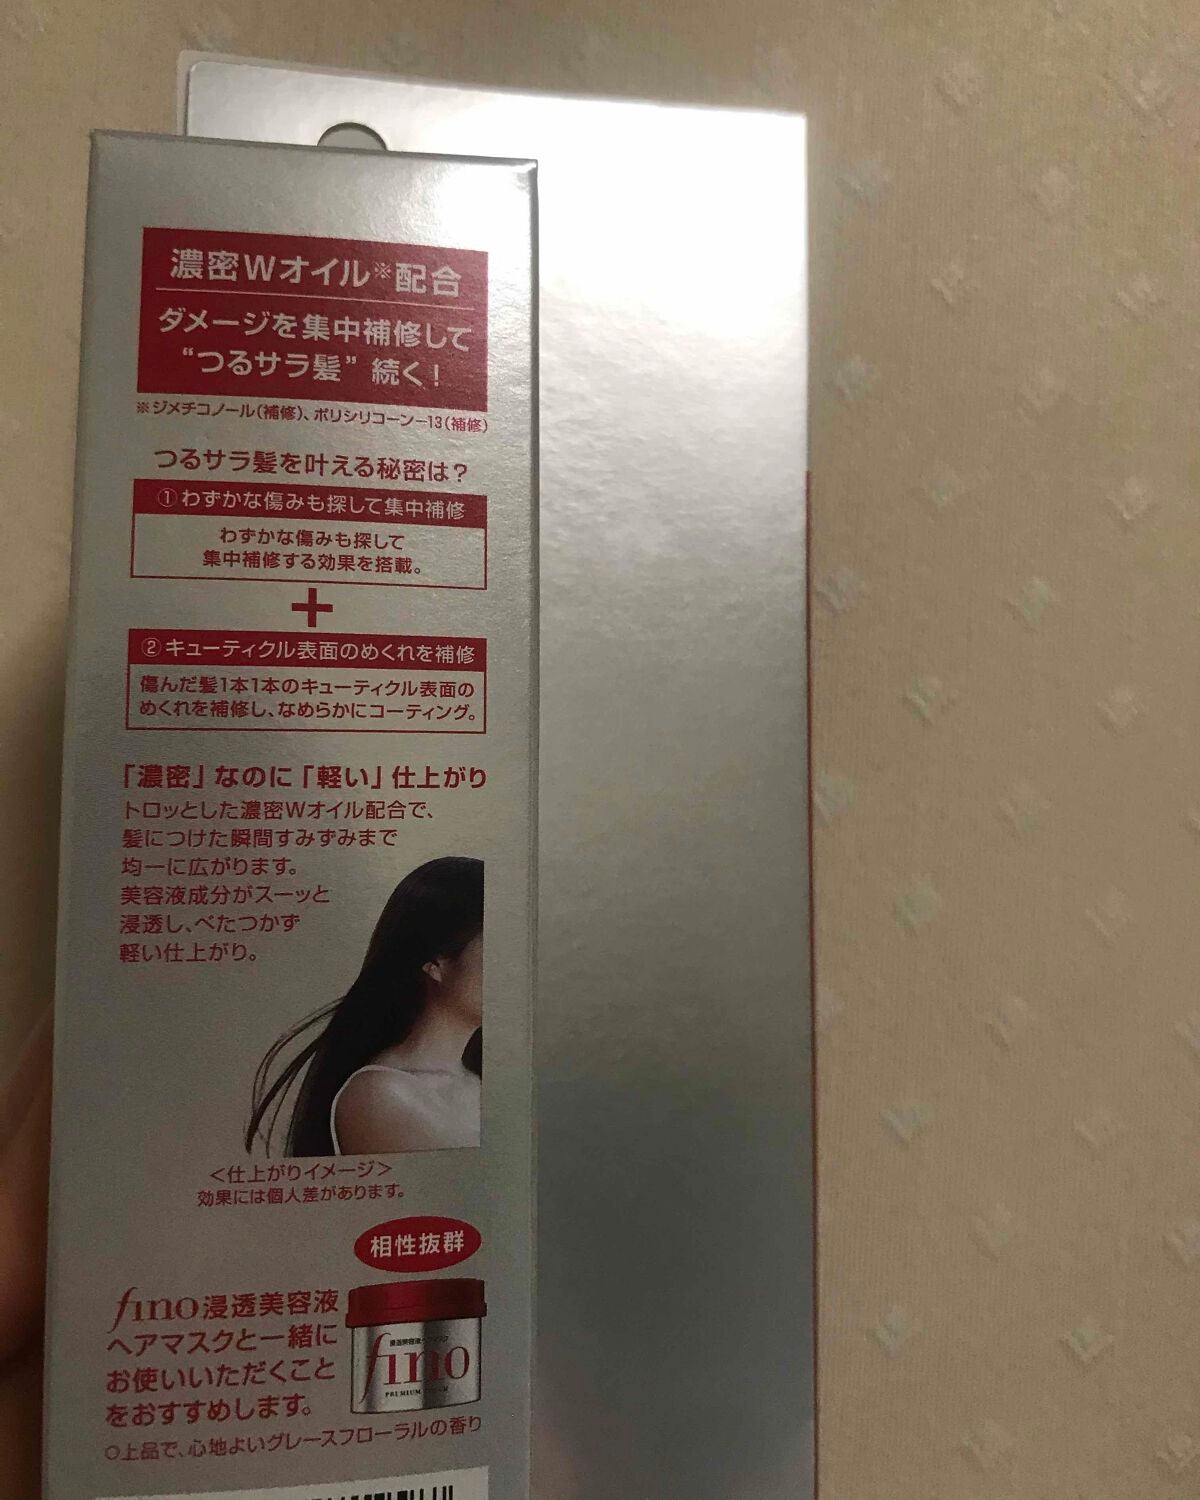 濃密Wオイル※配合
ダメージを集中補修して
“つるサラ髪” 続く!
※ジメチコノール(補修)、ポリシリコーン-13(補修)
つるサラ髪を叶える秘密は?
①わずかな傷みも探して集中補修
わずかな傷みも探して
集中補修する効果を搭載。
+
②キューティクル表面のめくれを補修
傷んだ髪1本1本のキューティクル表面の
めくれを補修し、なめらかにコーティング。
「濃密」なのに「軽い」仕上がり
トロッとした濃密Wオイル配合で、
髪につけた瞬間すみずみまで
均一に広がります。
美容液成分がスーッと
浸透し、べたつかず
軽い仕上がり。
<仕上がりイメージ>
効果には個人差があります。
相性抜群
fino浸透美容液
ヘアマスクと一緒に
お使いいただくこと
をおすすめします。
浸透美容液ヘアマスク
fino
PREMIUM TOUCH
○上品で、心地よいグレースフローラルの香り